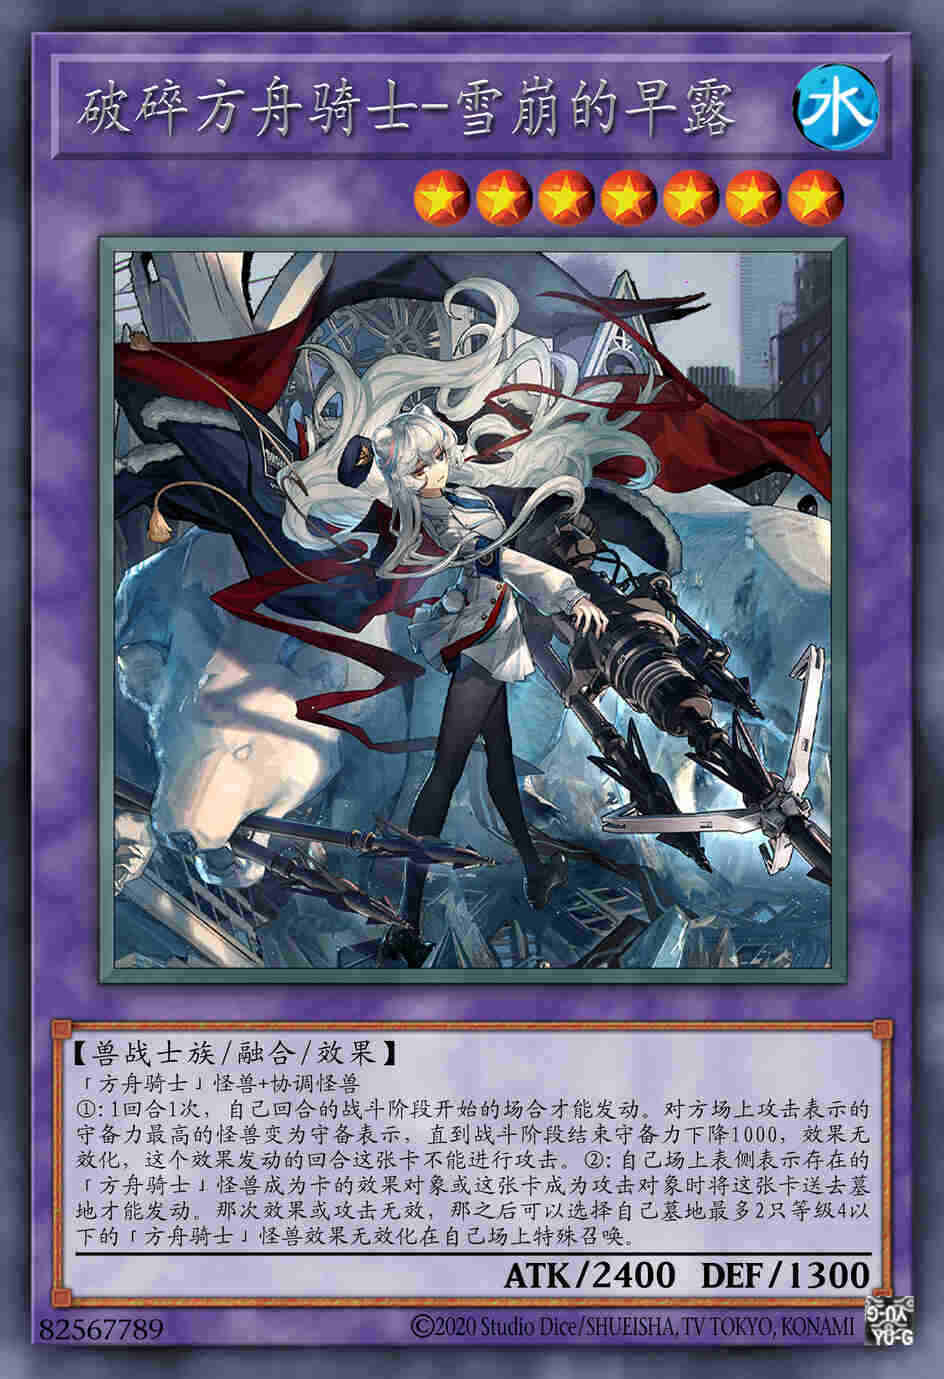 破碎方舟骑士-雪崩的早露
水
【兽战士族/融合/效果】
「方舟骑士」怪兽+协调怪兽
①:1回合1次，自己回合的战斗阶段开始的场合才能发动。对方场上攻击表示的
守备力最高的怪兽变为守备表示，直到战斗阶段结束守备力下降1000，效果无
效化，这个效果发动的回合这张卡不能进行攻击。②:自己场上表侧表示存在的
「方舟骑士」怪兽成为卡的效果对象或这张卡成为攻击对象时将这张卡送去墓
地才能发动。那次效果或攻击无效，那之后可以选择自己墓地最多2只等级4以
下的「方舟骑士」怪兽效果无效化在自己场上特殊召唤。
ATK/2400 DEF/1300
82567789 ©2020 Studio Dice/SHUEISHA, TV TOKYO, KONAMI